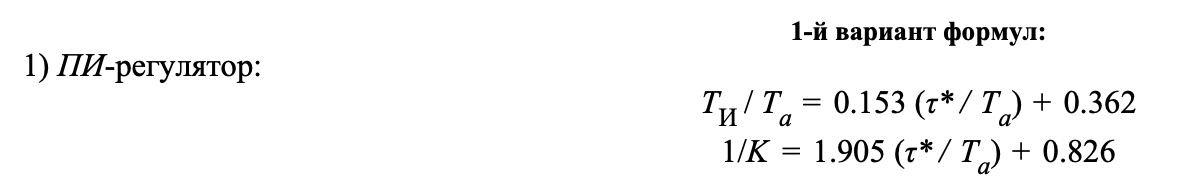 1-й вариант формул:
1) ПИ-регулятор:
T_И / T_a = 0.153 (τ* / T_a) + 0.362
1/K = 1.905 (τ* / T_a) + 0.826